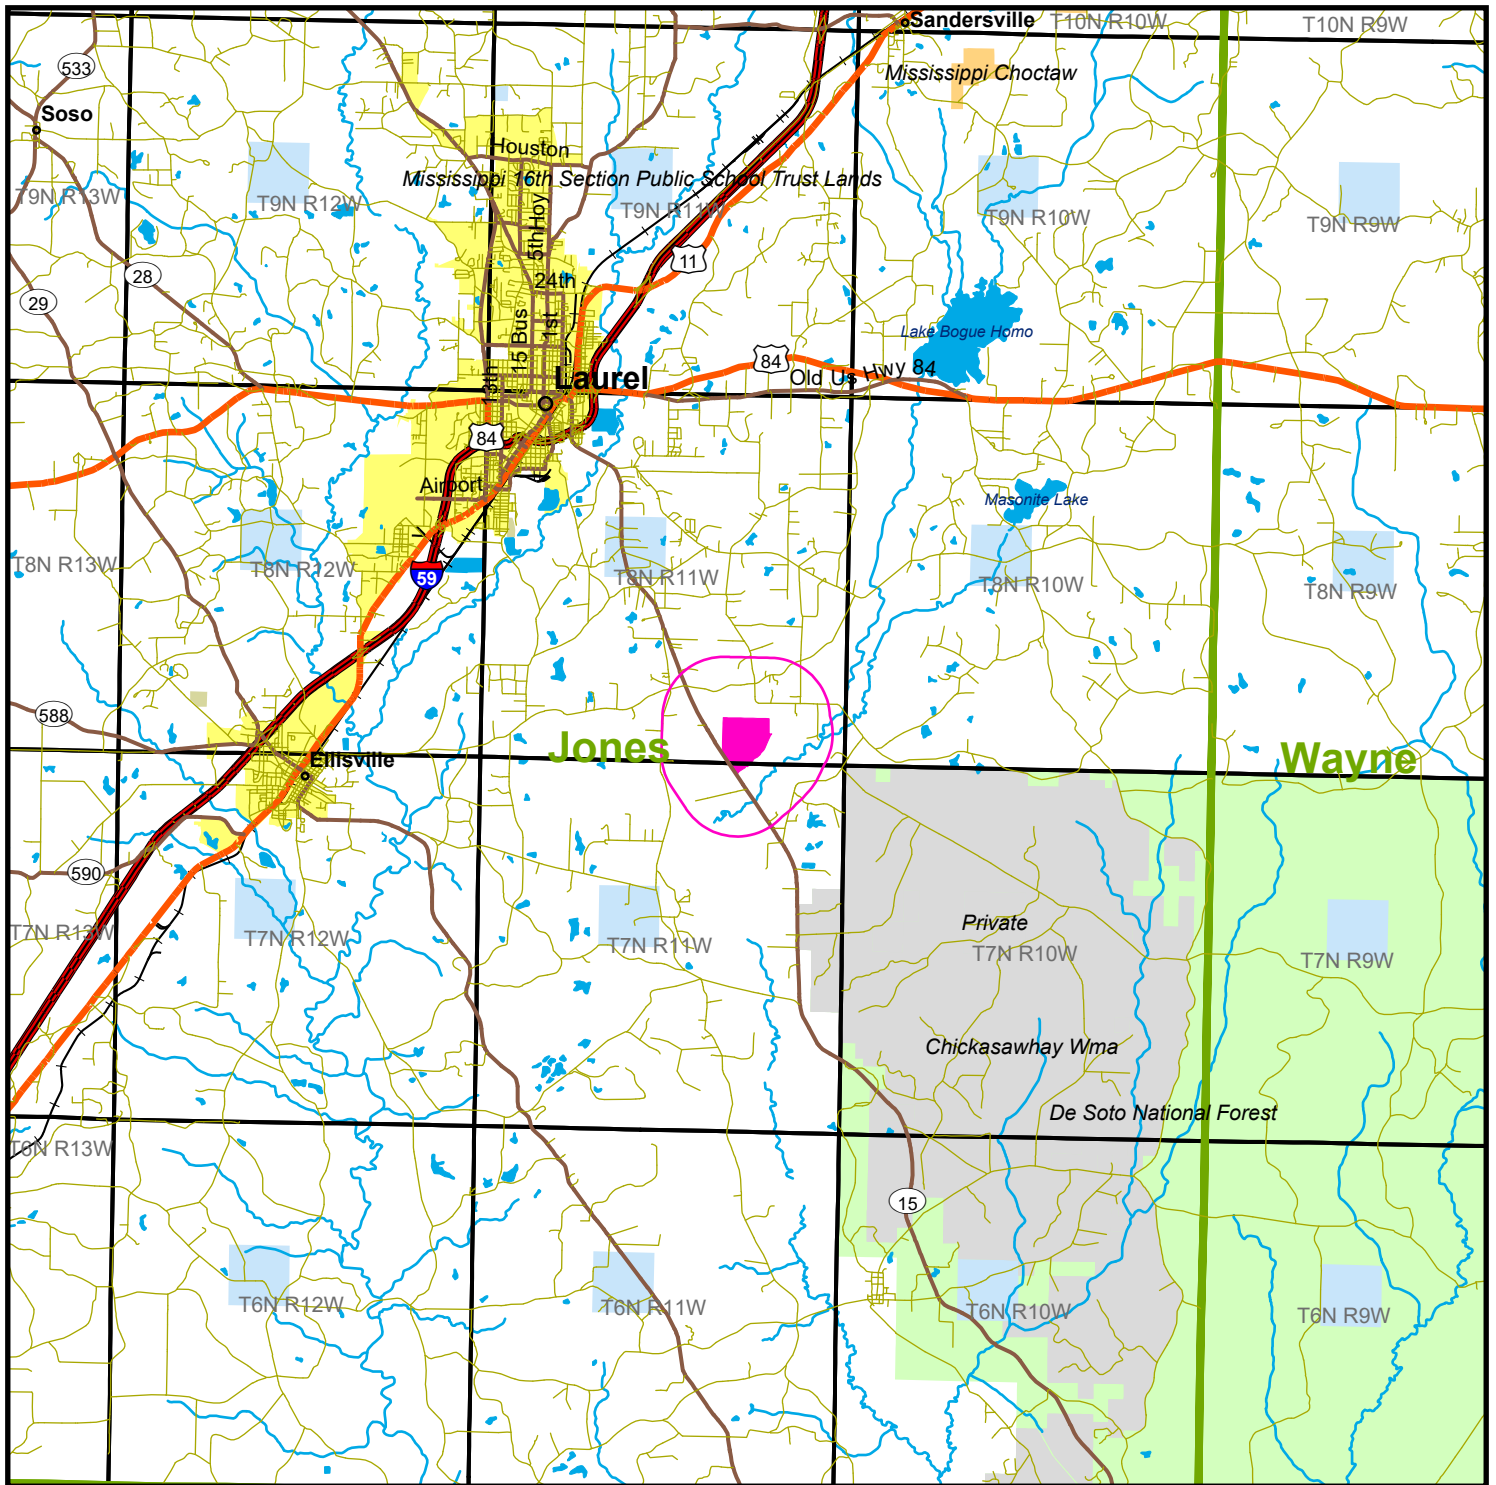 Sandersville
T10N R10W
T10N R9W
533
Mississippi Choctaw
Soso
Houston
Mississippi 16th Section Public School Trust Lands
T9N R13W
T9N R12W
T9N R11W
T9N R10W
T9N R9W
5th
Hoy
11
28
24th
29
15 Bus
1st
Lake Bogue Homo
84
Old Us Hwy 84
13th
Laurel
84
Airport
Masonite Lake
T8N R13W
T8N R12W
59
T8N R11W
T8N R10W
T8N R9W
588
Jones
Wayne
Ellisville
590
T7N R13W
T7N R12W
T7N R11W
Private
T7N R10W
T7N R9W
Chickasawhay Wma
De Soto National Forest
T6N R13W
15
T6N R12W
T6N R11W
T6N R10W
T6N R9W